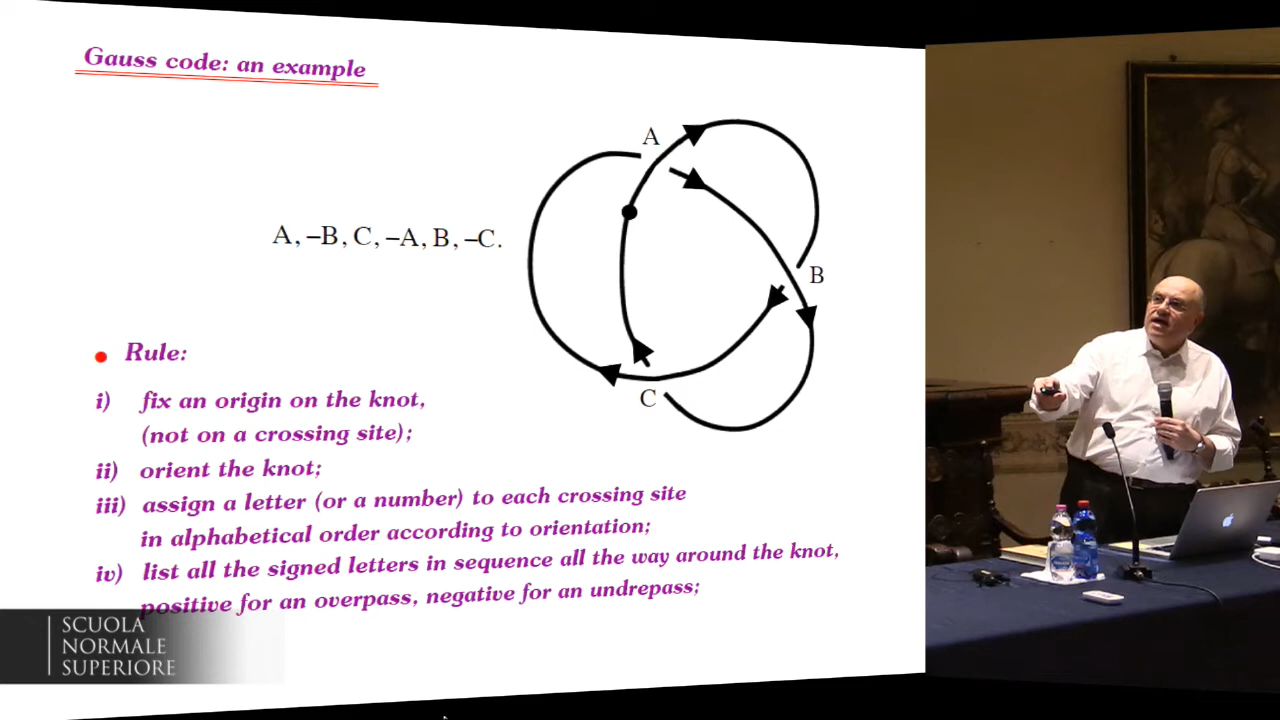 Gauss code: an example
A
A, –B, C, –A, B, –C.
B
C
Rule:
i) fix an origin on the knot,
(not on a crossing site);
ii) orient the knot;
iii) assign a letter (or a number) to each crossing site
in alphabetical order according to orientation;
iv) list all the signed letters in sequence all the way around the knot,
positive for an overpass, negative for an undrepass;
SCUOLA
NORMALE
SUPERIORE